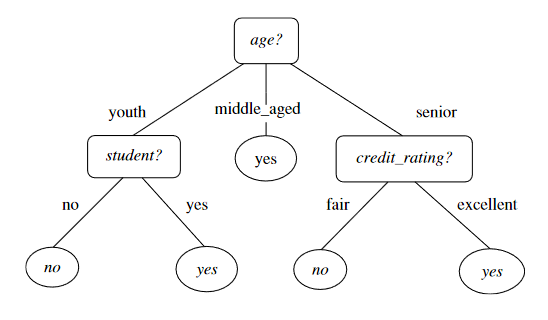 age?
youth
middle_aged
senior
student?
yes
credit_rating?
no
yes
fair
excellent
no
yes
no
yes